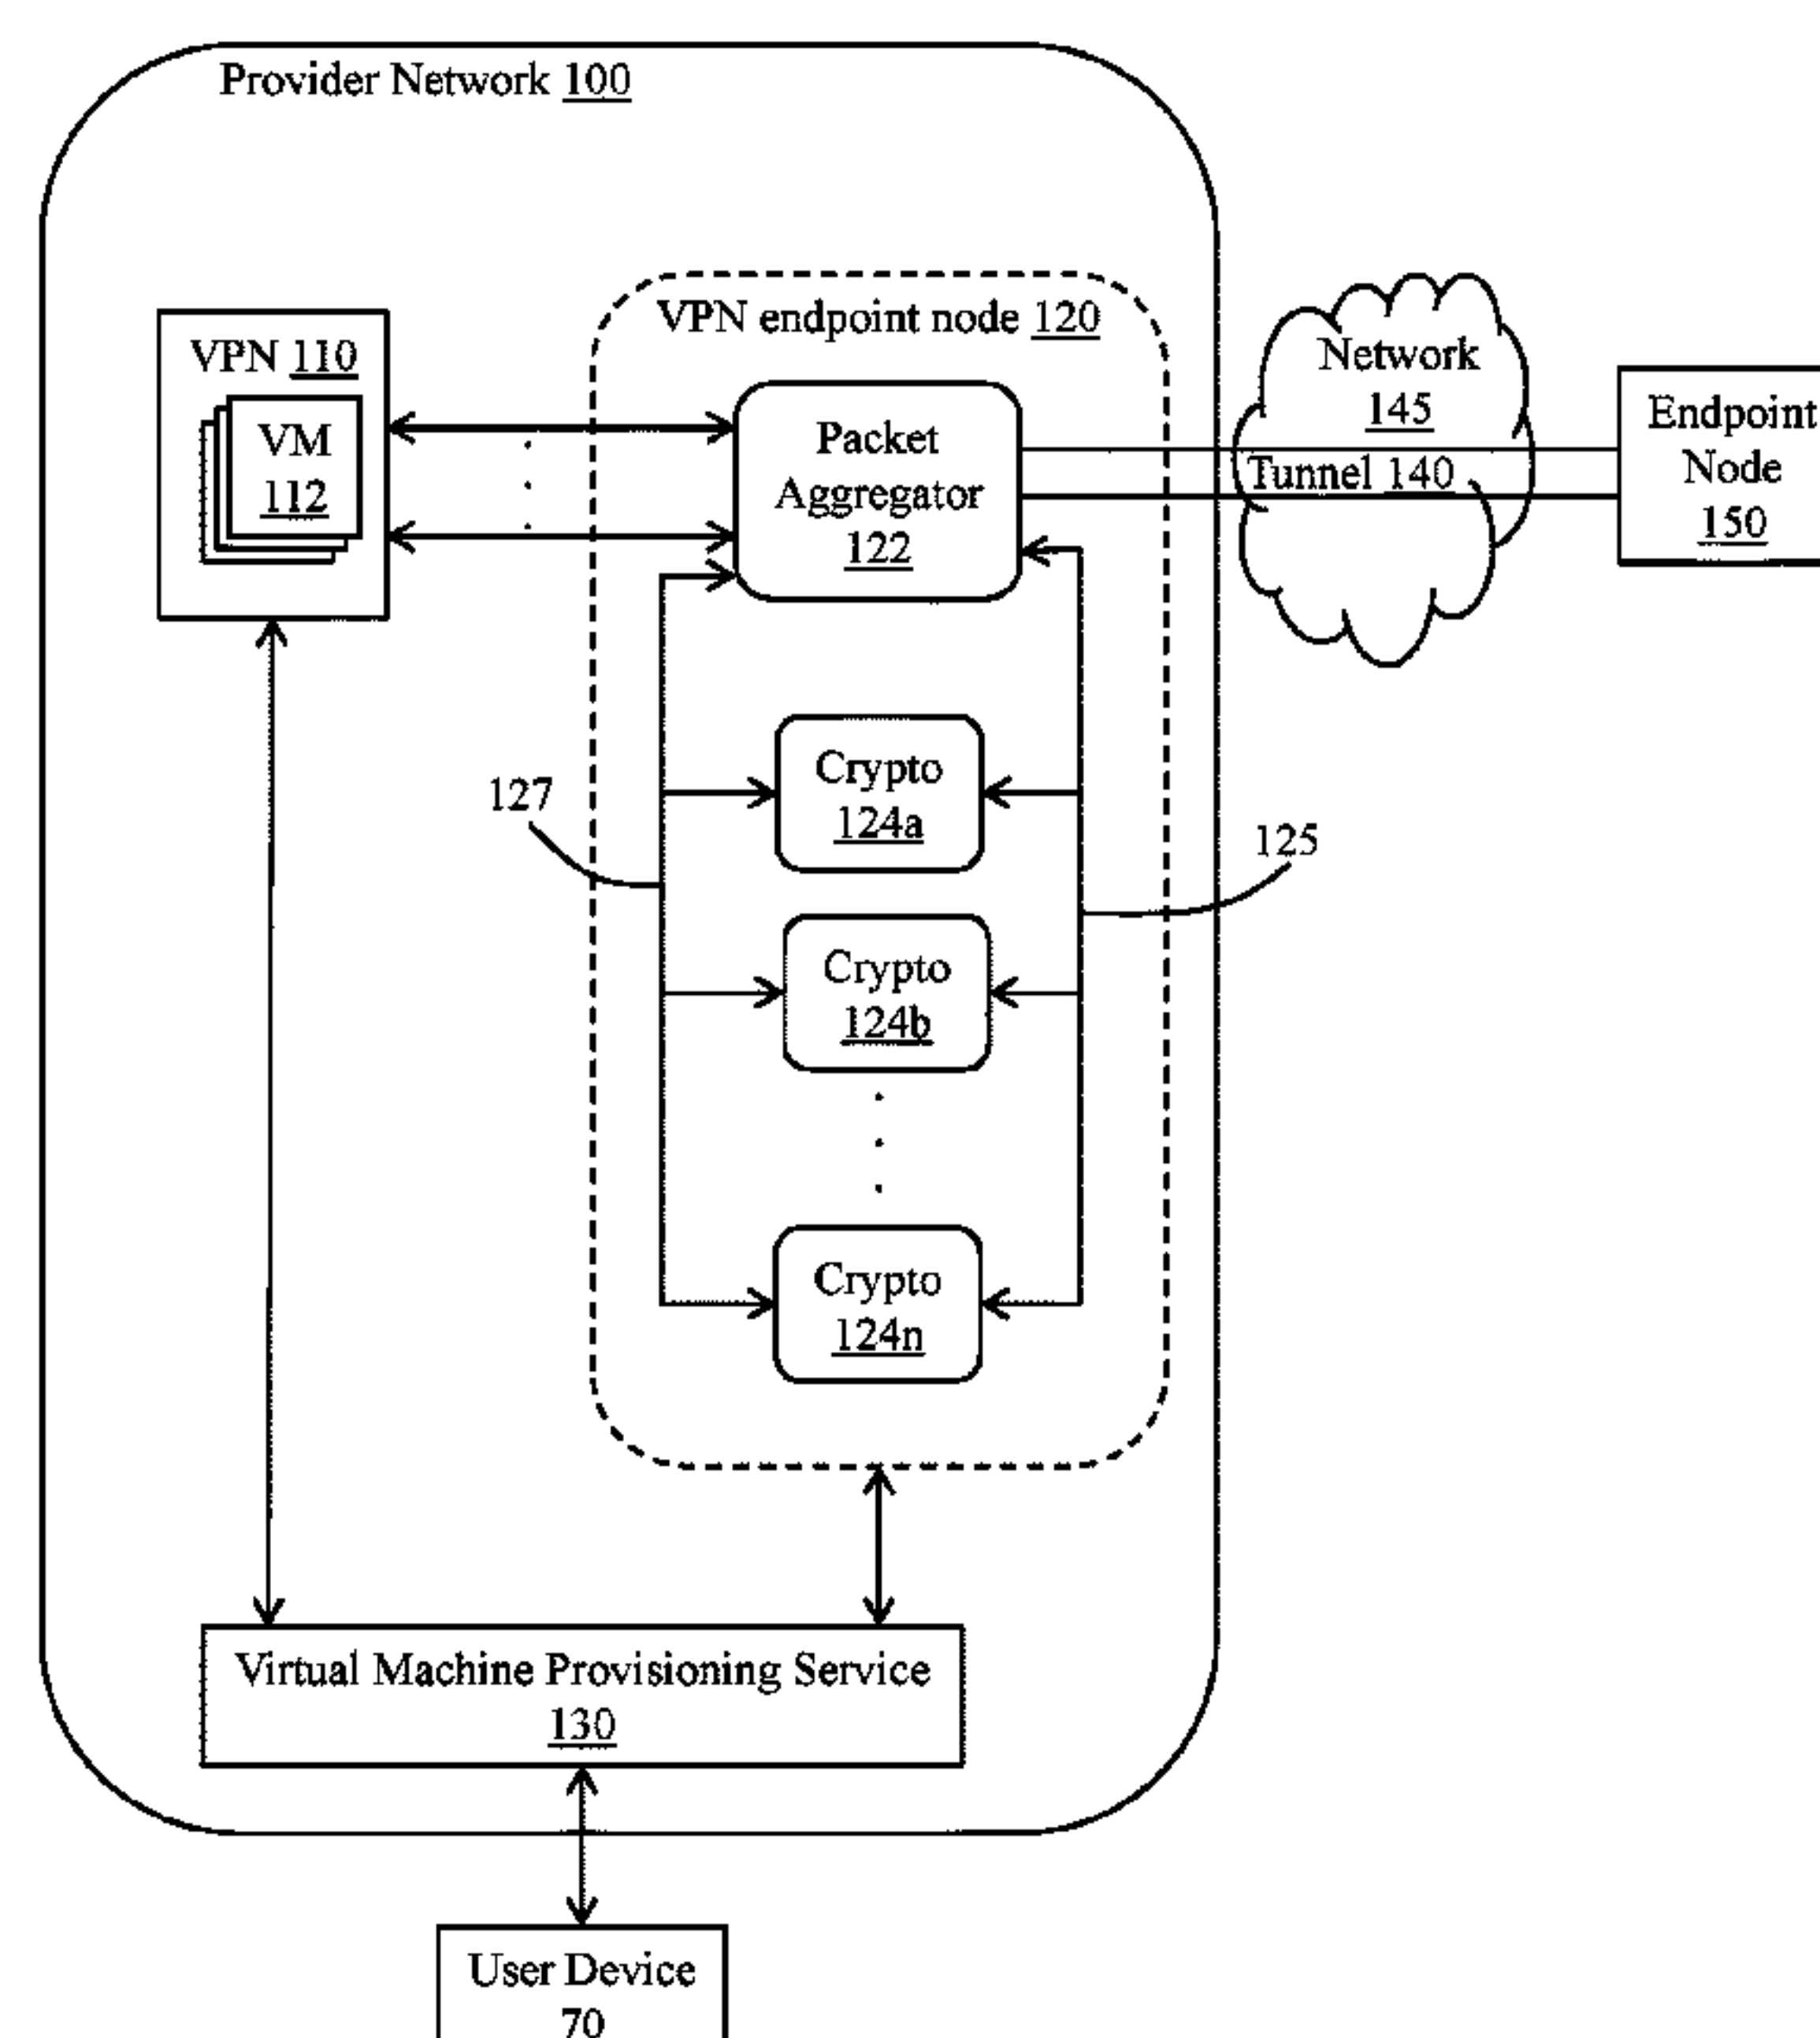 Provider Network 100
VPN endpoint node 120
VPN 110
VM
112
Packet
Aggregator
122
Network
145
Tunnel 140
Endpoint
Node
150
127
Crypto
124a
125
Crypto
124b
Crypto
124n
Virtual Machine Provisioning Service
130
User Device
70